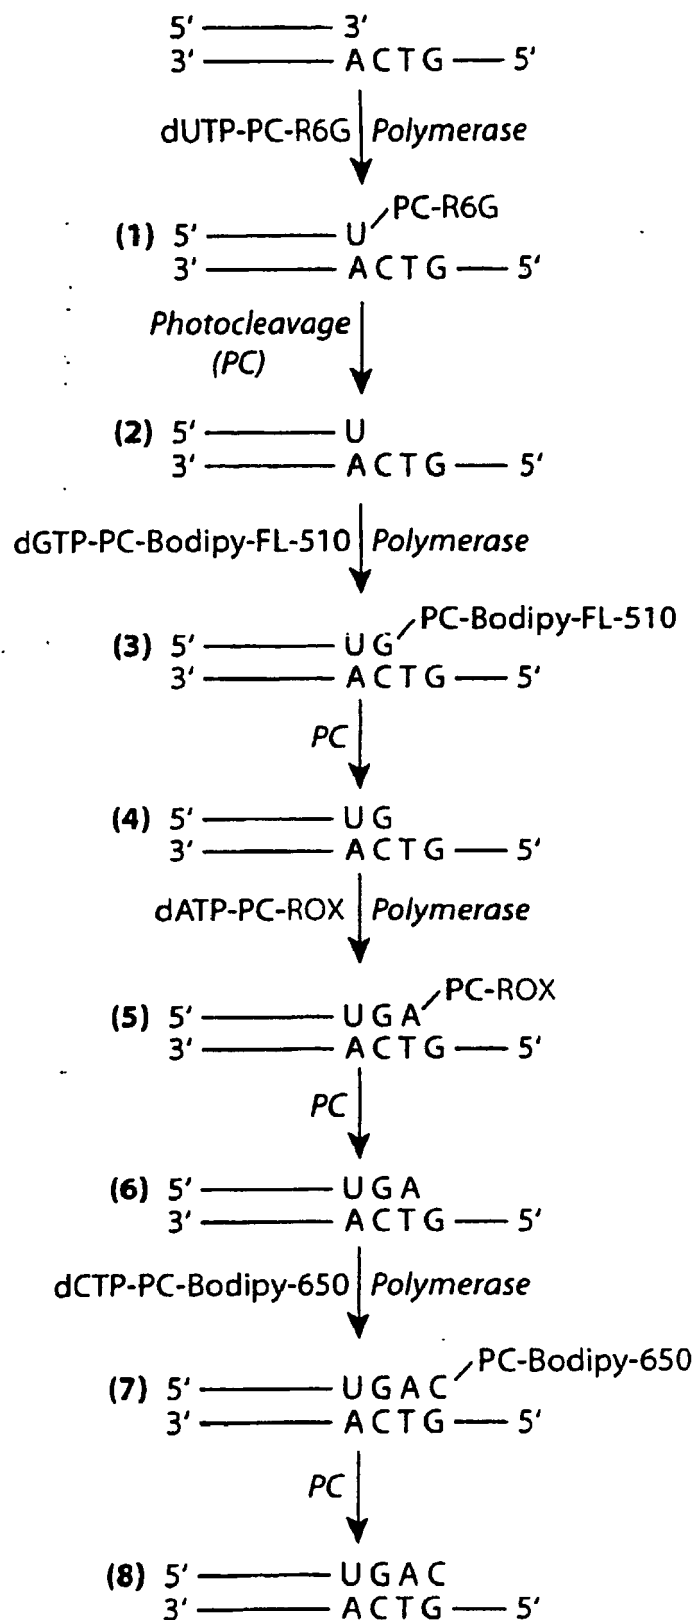 5′ 3′
3′ A C T G 5′
dUTP-PC-R6G Polymerase
PC-R6G
(1) 5′ U
3′ A C T G 5′
Photocleavage
(PC)
(2) 5′ U
3′ A C T G 5′
dGTP-PC-Bodipy-FL-510 Polymerase
PC-Bodipy-FL-510
(3) 5′ U G
3′ A C T G 5′
PC
(4) 5′ U G
3′ A C T G 5′
dATP-PC-ROX Polymerase
PC-ROX
(5) 5′ U G A
3′ A C T G 5′
PC
(6) 5′ U G A
3′ A C T G 5′
dCTP-PC-Bodipy-650 Polymerase
PC-Bodipy-650
(7) 5′ U G A C
3′ A C T G 5′
PC
(8) 5′ U G A C
3′ A C T G 5′